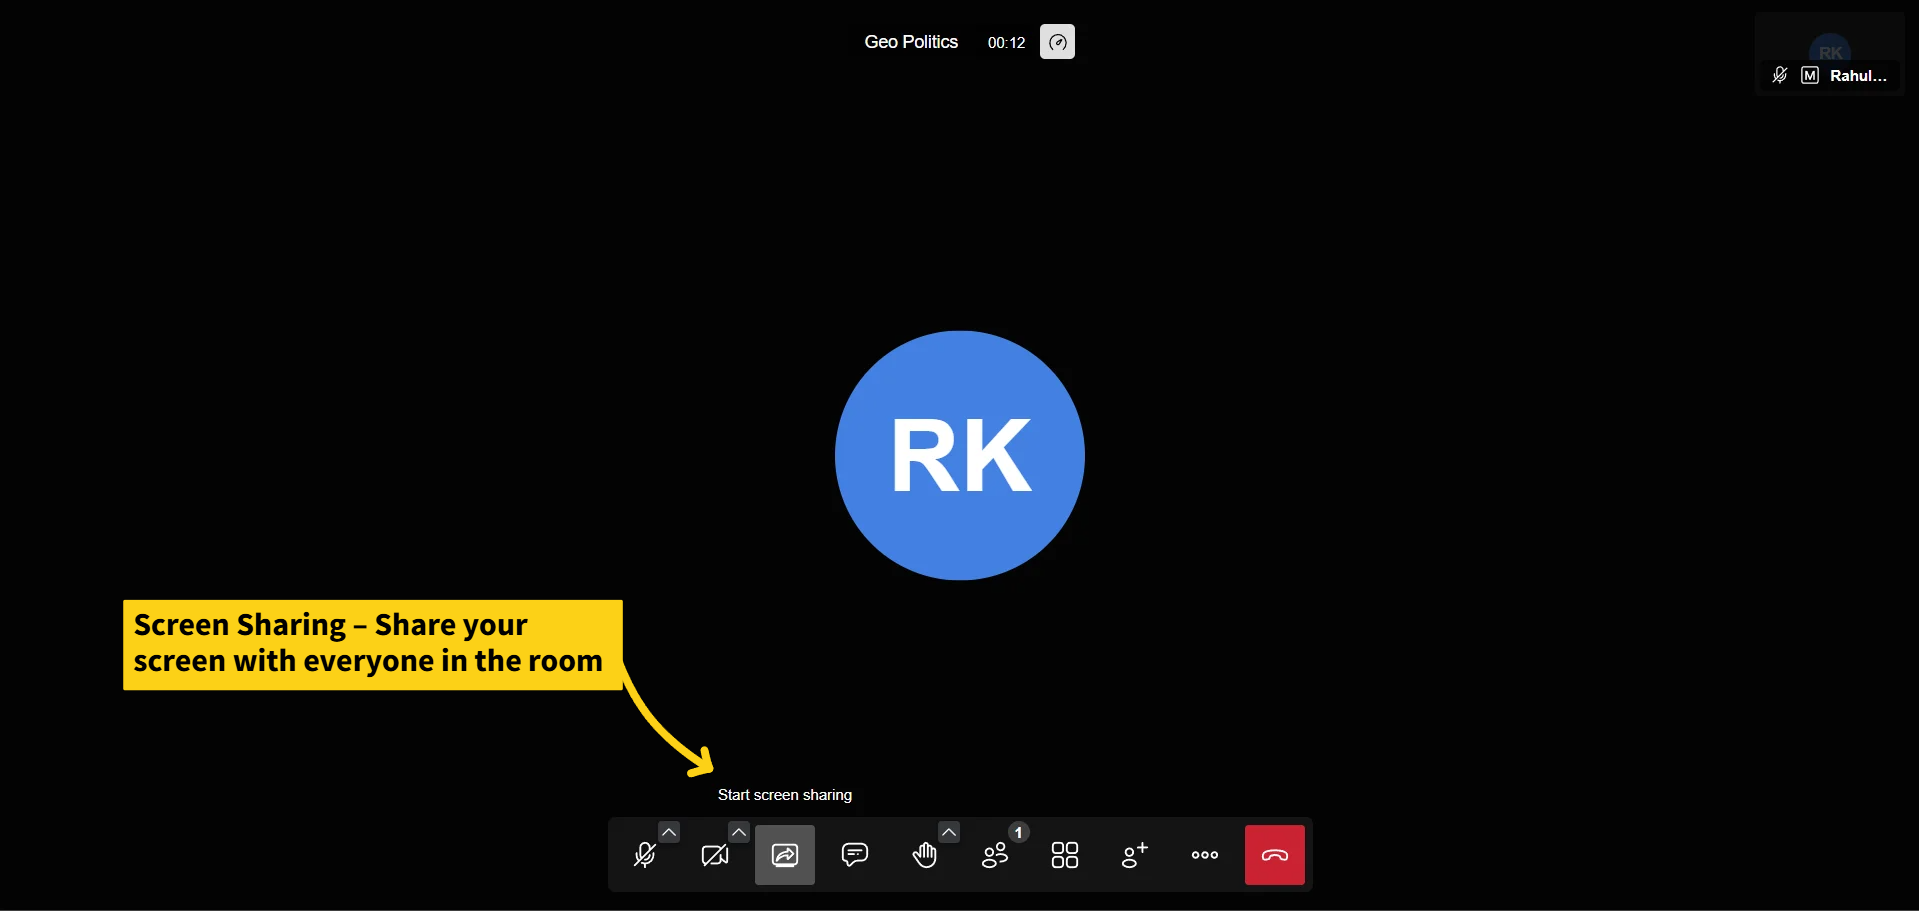 Geo Politics 00:12
RK
M Rahul...
RK
Screen Sharing – Share your
screen with everyone in the room
Start screen sharing
1